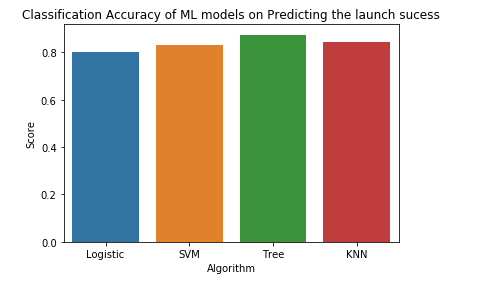 Classification Accuracy of ML models on Predicting the launch sucess
0.8
0.6
0.4
0.2
0.0
Score
Logistic SVM Tree KNN
Algorithm